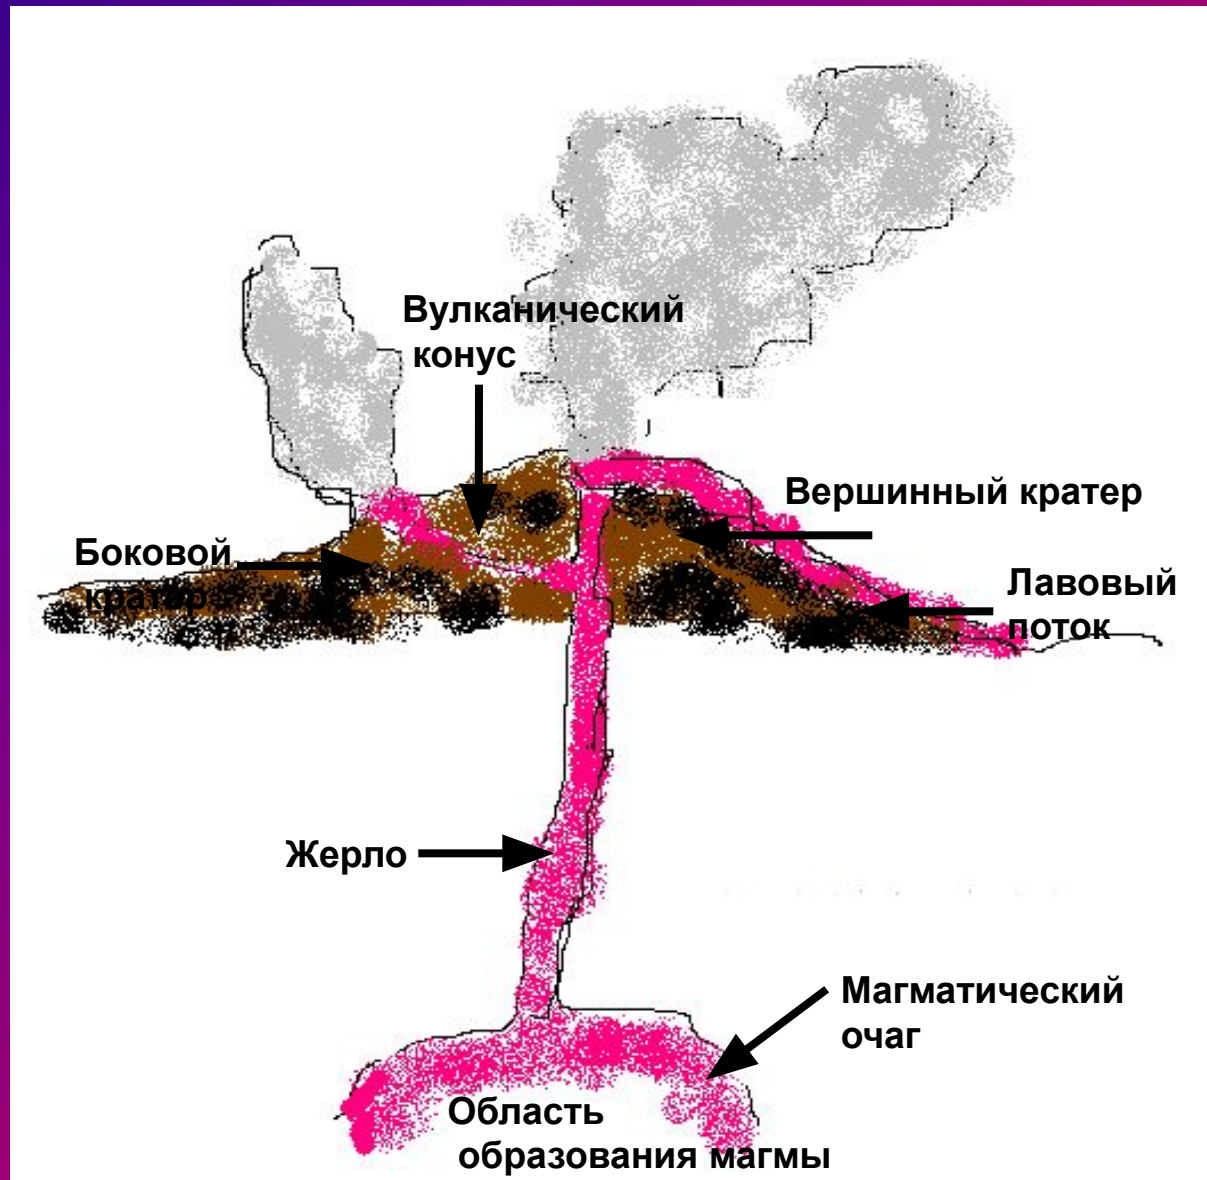 Вулканический
конус
Вершинный кратер
Боковой
кратер
Лавовый
поток
Жерло
Магматический
очаг
Область
образования магмы